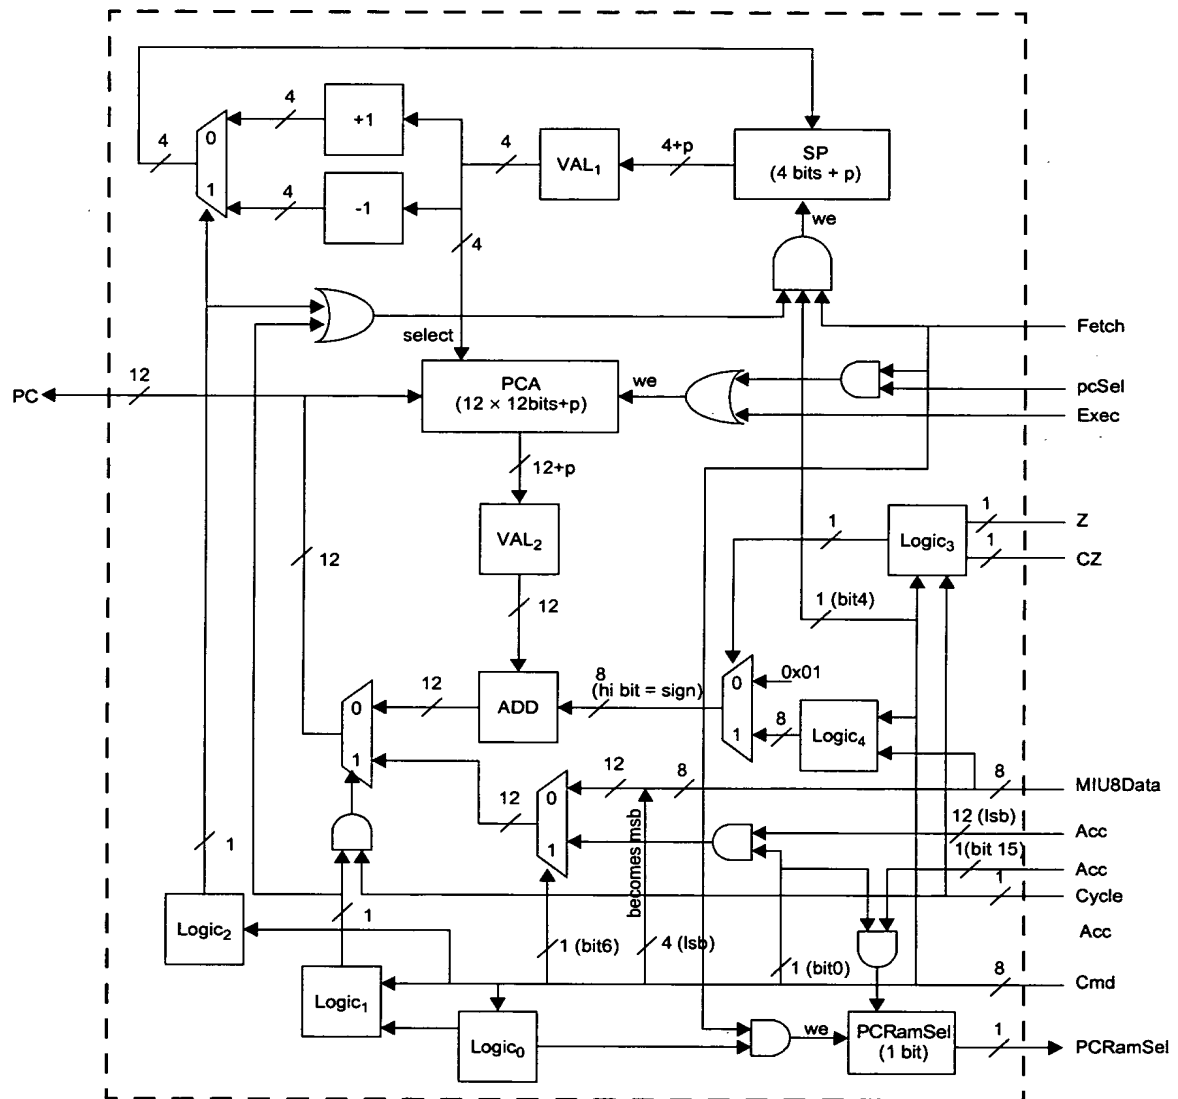 4
+1
0
4
4
VAL₁
4+p
SP
(4 bits + p)
1
4
-1
we
4
select
Fetch
PC
12
PCA
(12 × 12bits+p)
we
pcSel
Exec
12+p
VAL₂
12
12
1
Logic₃
1
Z
1
CZ
1 (bit4)
0
0x01
8
(hi bit = sign)
ADD
12
0
1
8
Logic₄
1
12
8
8
MIU8Data
0
12
1
12 (lsb)
Acc
1(bit 15)
Acc
1
Cycle
becomes msb
1
Logic₂
1
Acc
1 (bit6)
4 (lsb)
1 (bit0)
8
Cmd
Logic₁
Logic₀
we
PCRamSel
(1 bit)
1
PCRamSel